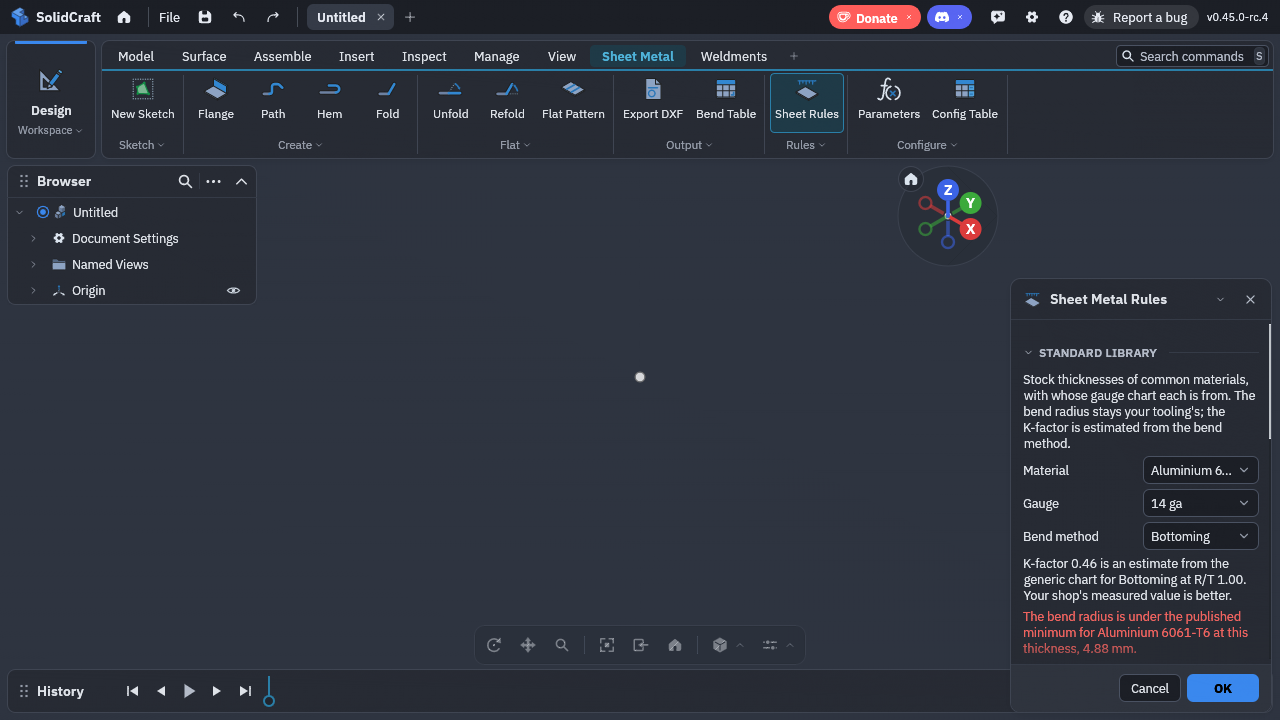 SolidCraft File Untitled Donate Report a bug v0.45.0-rc.4
Model Surface Assemble Insert Inspect Manage View Sheet Metal Weldments Search commands S
Design
Workspace
New Sketch Flange Path Hem Fold Unfold Refold Flat Pattern Export DXF Bend Table Sheet Rules Parameters Config Table
Sketch Create Flat Output Rules Configure
Browser
Untitled
Document Settings
Named Views
Origin
Z
Y
X
Sheet Metal Rules
STANDARD LIBRARY
Stock thicknesses of common materials,
with whose gauge chart each is from. The
bend radius stays your tooling's; the
K-factor is estimated from the bend
method.
Material Aluminium 6...
Gauge 14 ga
Bend method Bottoming
K-factor 0.46 is an estimate from the
generic chart for Bottoming at R/T 1.00.
Your shop's measured value is better.
The bend radius is under the published
minimum for Aluminium 6061-T6 at this
thickness, 4.88 mm.
Cancel OK
History